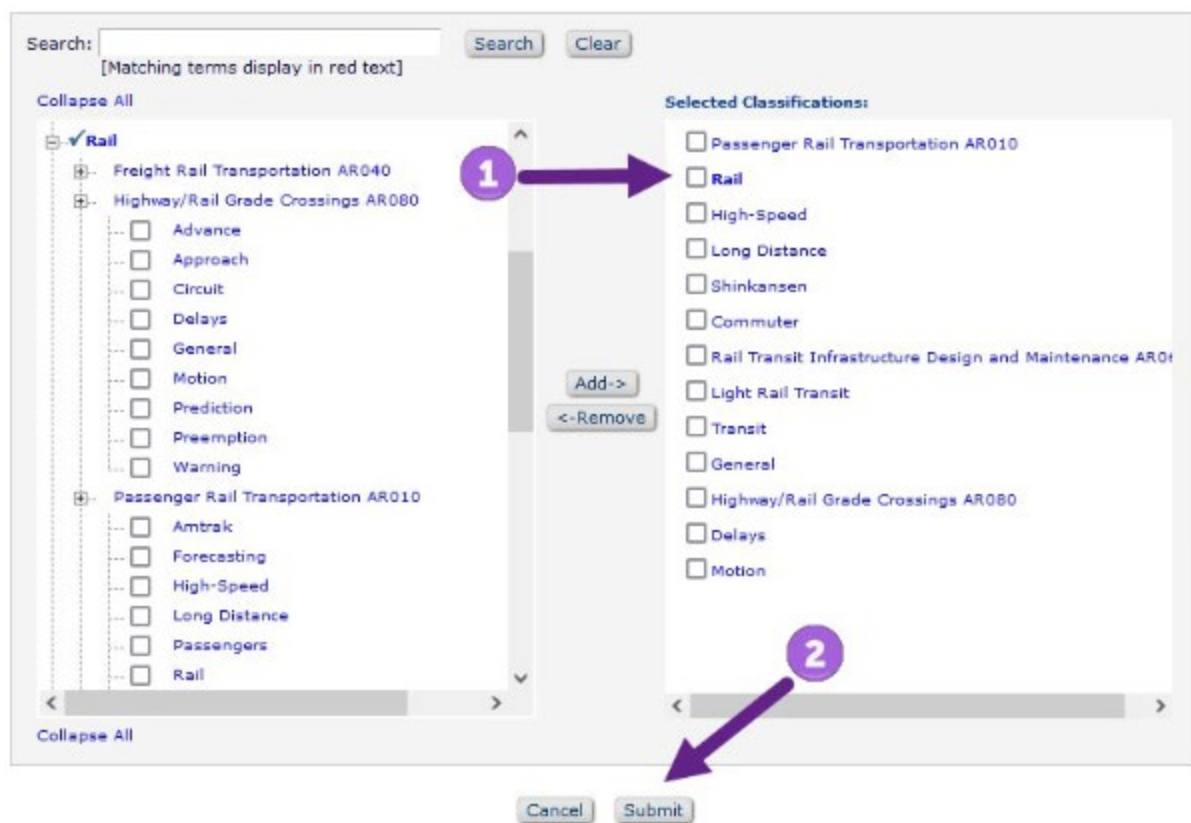 Search:
Search
Clear
[Matching terms display in red text]
Collapse All
Rail
Freight Rail Transportation AR040
Highway/Rail Grade Crossings AR080
Advance
Approach
Circuit
Delays
General
Motion
Prediction
Preemption
Warning
Passenger Rail Transportation AR010
Amtrak
Forecasting
High-Speed
Long Distance
Passengers
Rail
Collapse All
1
Add->
<-Remove
Selected Classifications:
Passenger Rail Transportation AR010
Rail
High-Speed
Long Distance
Shinkansen
Commuter
Rail Transit Infrastructure Design and Maintenance
Light Rail Transit
Transit
General
Highway/Rail Grade Crossings AR080
Delays
Motion
2
Cancel
Submit